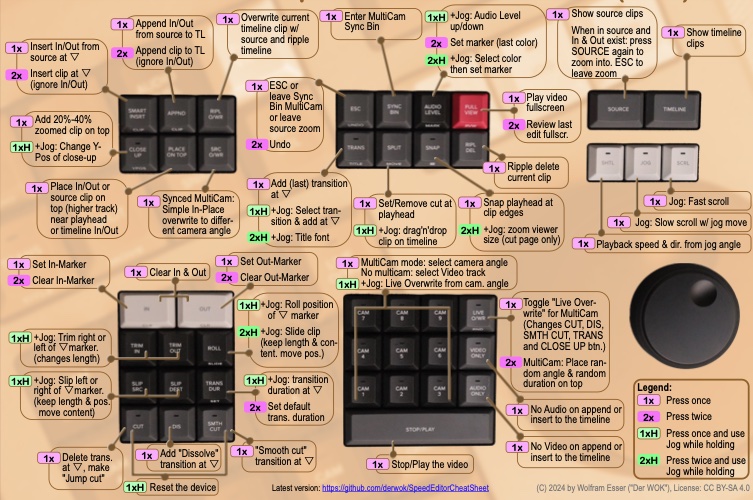 1x Insert In/Out from
source at ▽
2x Insert clip at ▽
(ignore In/Out)
1x Append In/Out
from source to TL
2x Append clip to TL
(ignore In/Out)
1x Overwrite current
timeline clip w/
source and ripple
timeline
1x Enter MultiCam
Sync Bin
1xH +Jog: Audio Level
up/down
2x Set marker (last color)
2xH +Jog: Select color
then set marker
1x Show source clips
When in source and
In & Out exist: press
SOURCE again to
zoom into. ESC to
leave zoom
1x Show timeline
clips
SMART
INSRT
APPND
RIPL
O/WR
CLOSE
UP
PLACE
ON TOP
SRC
O/WR
1x ESC or
leave Sync
Bin MultiCam
or leave
source zoom
2x Undo
ESC
SYNC
BIN
AUDIO
LEVEL
FULL
VIEW
TRANS
SPLIT
SNAP
RIPL
DEL
1x Play video
fullscreen
2x Review last
edit fullscr.
1x Ripple delete
current clip
SOURCE
TIMELINE
SHTL
JOG
SCRL
1x Jog: Fast scroll
1x Jog: Slow scroll w/ jog move
1x Playback speed & dir. from jog angle
1x Add 20%-40%
zoomed clip on top
1xH +Jog: Change Y-
Pos of close-up
1x Place In/Out or
source clip on
top (higher track)
near playhead
or timeline In/Out
1x Synced MultiCam:
Simple In-Place
overwrite to differ-
ent camera angle
1x Add (last) transition
at ▽
1xH +Jog: Select tran-
sition & add at ▽
2xH +Jog: Title font
1x Set/Remove cut at
playhead
1xH +Jog: drag'n'drop
clip on timeline
1x Snap playhead at
clip edges
2xH +Jog: zoom viewer
size (cut page only)
1x Set In-Marker
2x Clear In-Marker
1x Clear In & Out
1x Set Out-Marker
2x Clear Out-Marker
IN
OUT
TRIM
IN
TRIM
OUT
ROLL
SLIP
SRC
SLIP
DEST
TRANS
DUR
CUT
DIS
SMTH
CUT
1xH +Jog: Trim right or
left of ▽ marker.
(changes length)
1xH +Jog: Slip left or
right of ▽ marker.
(keep length & pos.
move content)
1xH +Jog: Roll position
of ▽ marker
2xH +Jog: Slide clip
(keep length & con-
tent. move pos.)
1xH +Jog: transition
duration at ▽
2x Set default
trans. duration
1x Delete trans.
at ▽, make
"Jump cut"
1x Add "Dissolve"
transition at ▽
1x "Smooth cut"
transition at ▽
1xH Reset the device
1x MultiCam mode: select camera angle
No multicam: select Video track
1xH +Jog: Live Overwrite from cam. angle
CAM
7
CAM
8
CAM
9
LIVE
O/WR
CAM
4
CAM
5
CAM
6
VIDEO
ONLY
CAM
1
CAM
2
CAM
3
AUDIO
ONLY
STOP/PLAY
1x Toggle "Live Over-
write" for MultiCam
(Changes CUT, DIS,
SMTH CUT, TRANS
and CLOSE UP btn.)
2x MultiCam: Place ran-
dom angle & random
duration on top
1x No Audio on append or
insert to the timeline
1x No Video on append or
insert to the timeline
1x Stop/Play the video
Legend:
1x Press once
2x Press twice
1xH Press once and use
Jog while holding
2xH Press twice and use
Jog while holding
Latest version: https://github.com/derwok/SpeedEditorCheatSheet
(C) 2024 by Wolfram Esser ("Der WOK"), License: CC BY-SA 4.0